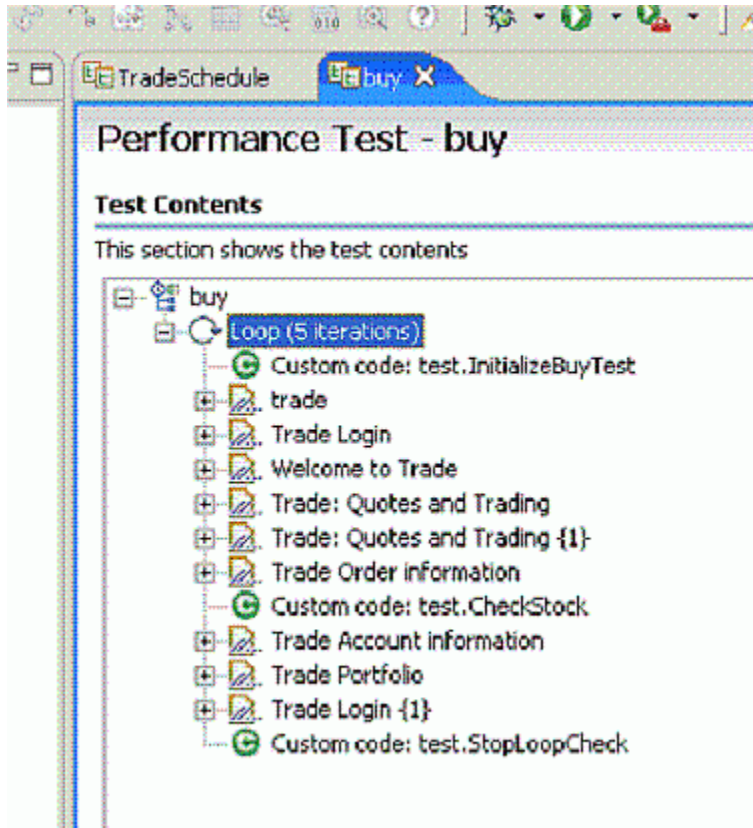 010
TradeSchedule
buy
Performance Test - buy
Test Contents
This section shows the test contents
buy
Loop (5 iterations)
Custom code: test.InitializeBuyTest
trade
Trade Login
Welcome to Trade
Trade: Quotes and Trading
Trade: Quotes and Trading {1}
Trade Order information
Custom code: test.CheckStock
Trade Account information
Trade Portfolio
Trade Login {1}
Custom code: test.StopLoopCheck